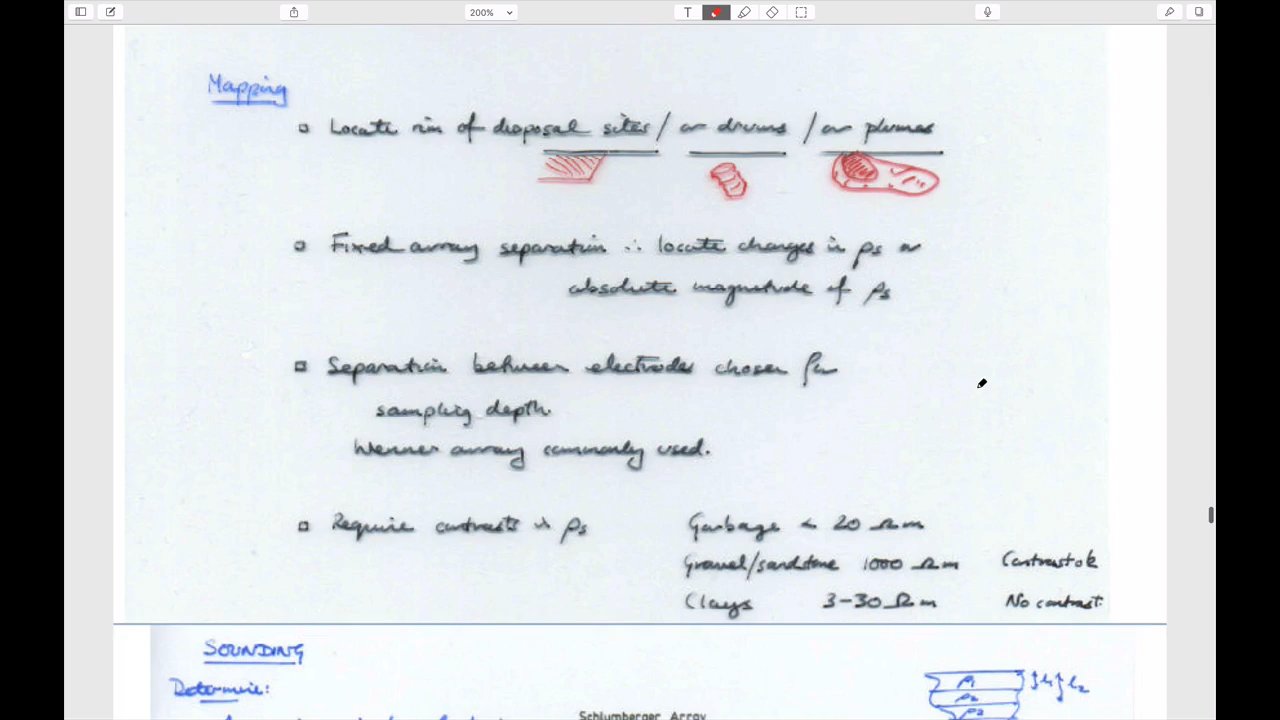 200%
T
Mapping
Locate rim of disposal sites / or drums / or plumes
Fixed array separation ∴ locate changes in ρs or
absolute magnitude of ρs
Separation between electrodes chosen for
sampling depth.
Wenner array commonly used.
Require contrasts in ρs
Garbage < 20 Ωm
Gravel/sandstone 1000 Ωm Contrast ok
Clays 3-30 Ωm No contrast.
SOUNDING
Determine:
ρ1
ρ2
ρ3
Schlumberger Array